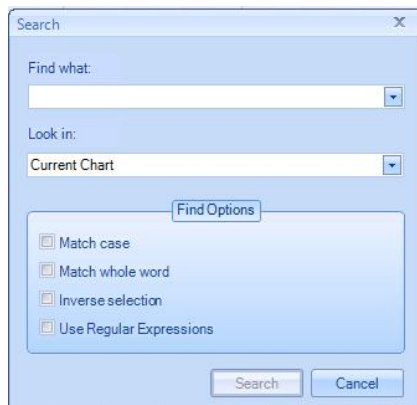 Search
Find what:
Look in:
Current Chart
Find Options
Match case
Match whole word
Inverse selection
Use Regular Expressions
Search
Cancel